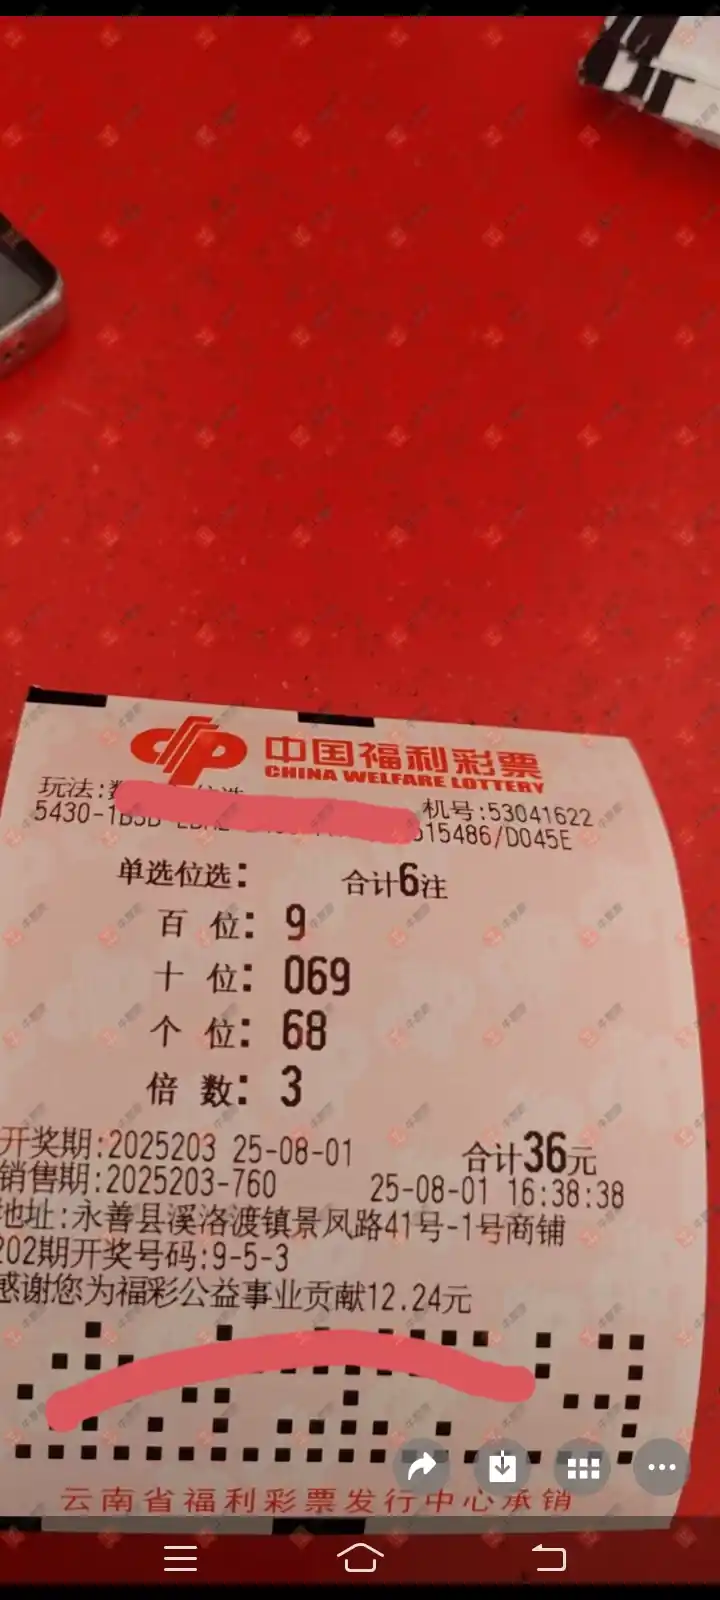 中国福利彩票
CHINA WELFARE LOTTERY
玩法:
机号:53041622
5430-1B5B 315486/D045E
单选位选: 合计6注
百 位: 9
十 位: 069
个 位: 68
倍 数: 3
开奖期:2025203 25-08-01 合计36元
销售期:2025203-760 25-08-01 16:38:38
地址:永善县溪洛渡镇景凤路41号-1号商铺
202期开奖号码:9-5-3
感谢您为福彩公益事业贡献12.24元
云南省福利彩票发行中心承销